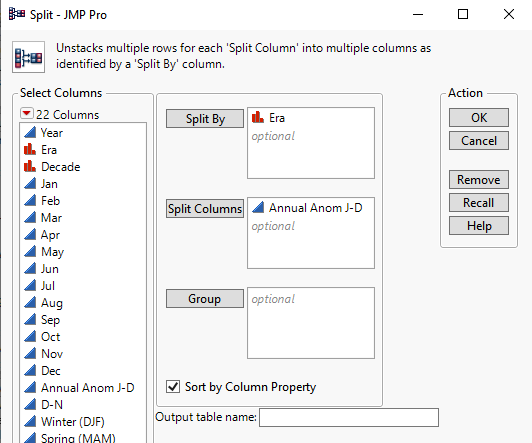 Split - JMP Pro
Unstacks multiple rows for each 'Split Column' into multiple columns as
identified by a 'Split By' column.
Select Columns
22 Columns
Year
Era
Decade
Jan
Feb
Mar
Apr
May
Jun
Jul
Aug
Sep
Oct
Nov
Dec
Annual Anom J-D
D-N
Winter (DJF)
Spring (MAM)
Split By
Era
optional
Split Columns
Annual Anom J-D
optional
Group
optional
Sort by Column Property
Output table name:
Action
OK
Cancel
Remove
Recall
Help